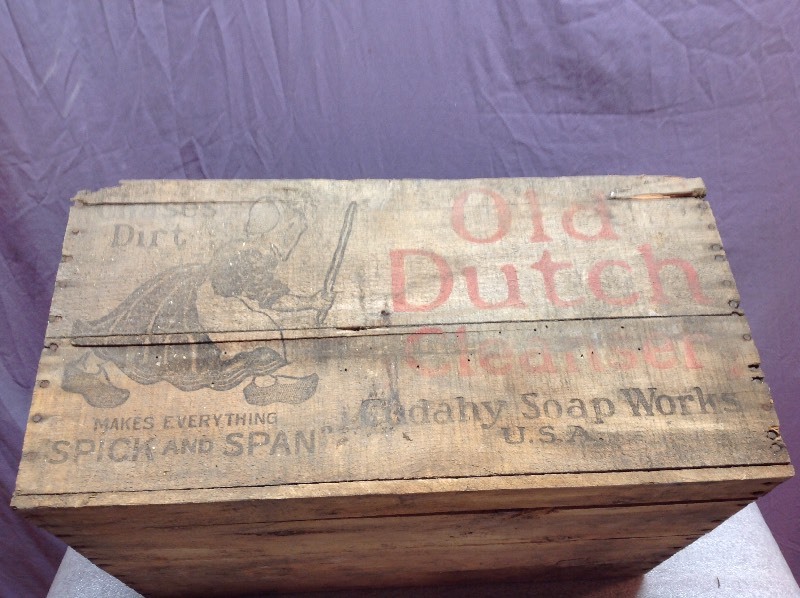 Chases
Dirt
MAKES EVERYTHING
"SPICK AND SPAN"
Old
Dutch
Cleanser
Cudahy Soap Works
U.S.A.